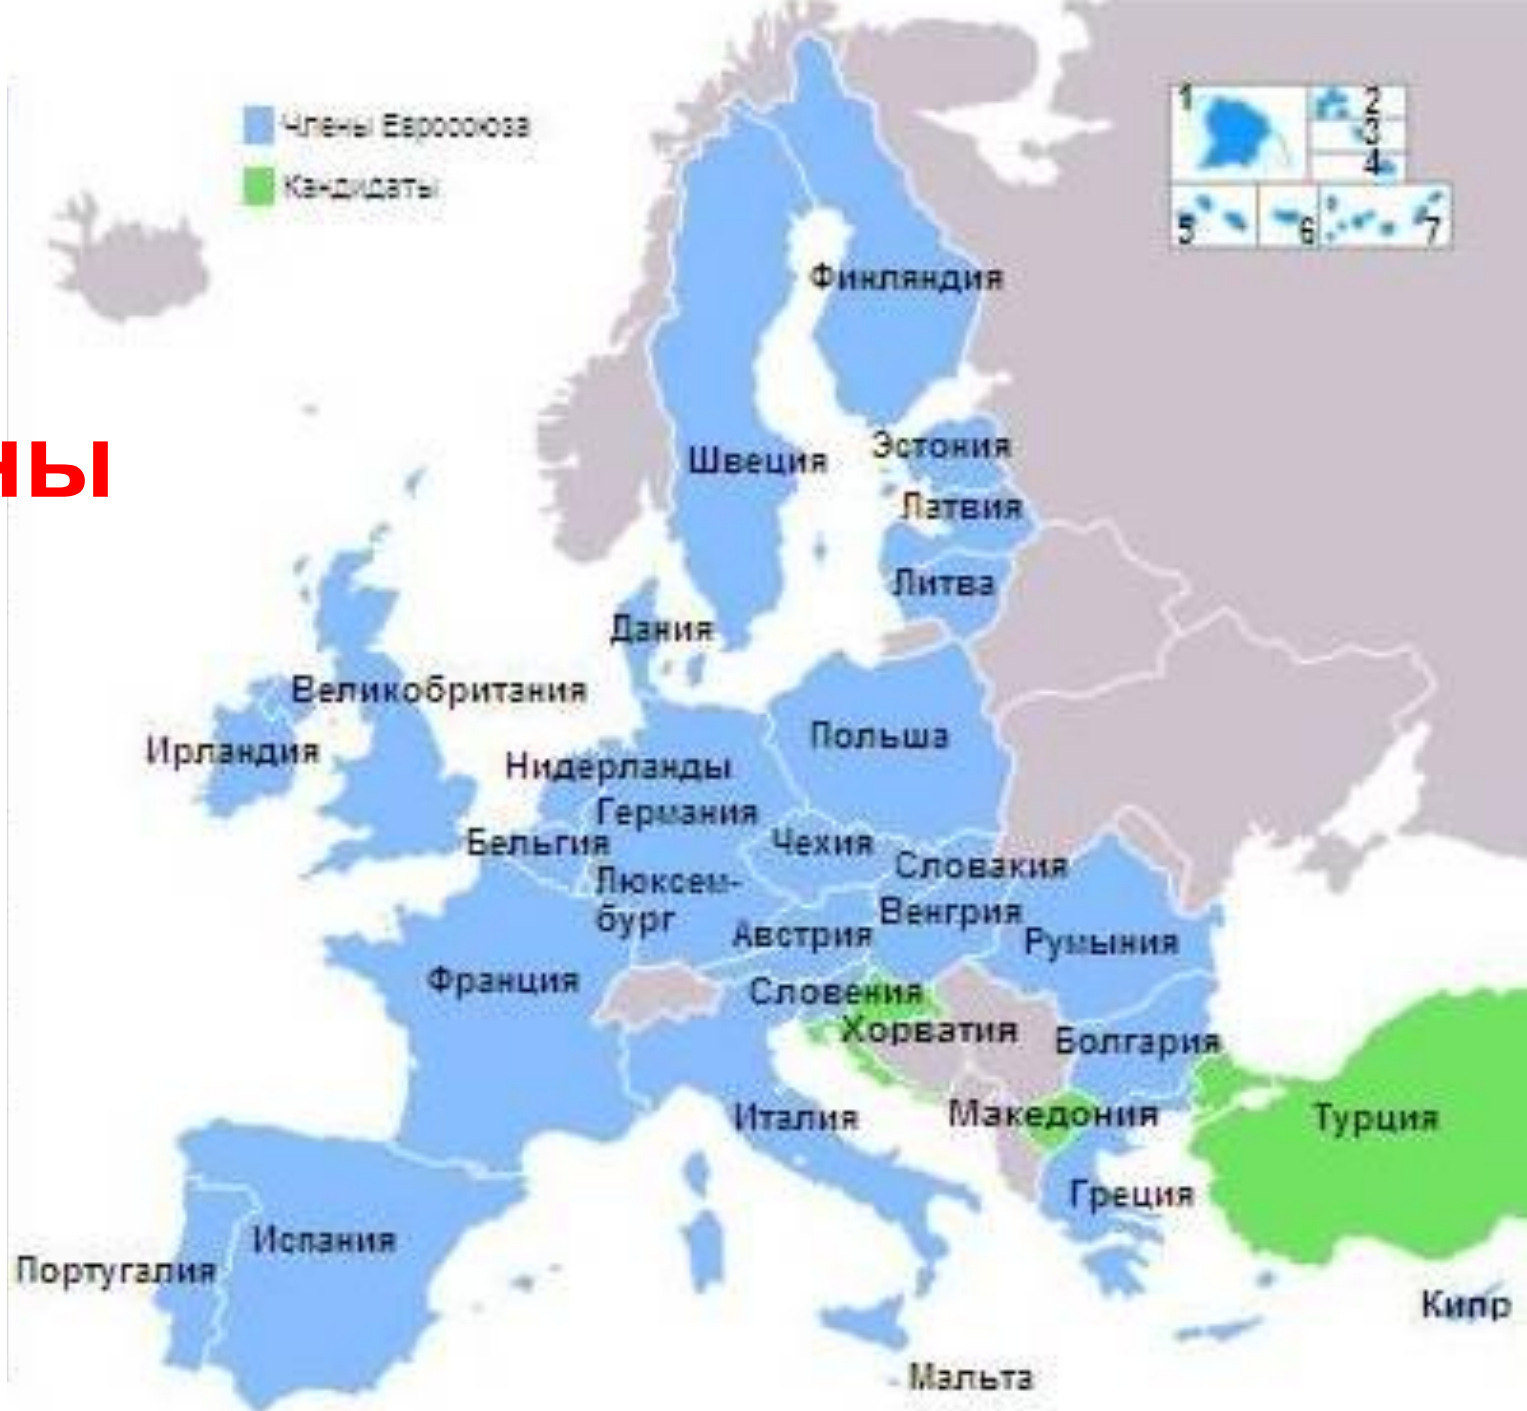 Члены Евросоюза
Кандидаты
1
2
3
4
5
6
7
Финляндия
ны
Швеция
Эстония
Латвия
Литва
Дания
Великобритания
Ирландия
Польша
Нидерланды
Германия
Бельгия
Чехия
Словакия
Люксем-
бург
Венгрия
Австрия
Румыния
Франция
Словения
Хорватия
Болгария
Италия
Македония
Турция
Греция
Испания
Португалия
Кипр
Мальта